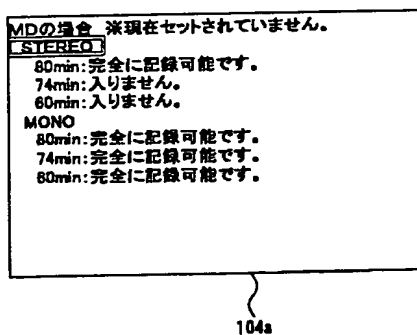 MDの場合 ※現在セットされていません。
STEREO
80min:完全に記録可能です。
74min:入りません。
60min:入りません。
MONO
80min:完全に記録可能です。
74min:完全に記録可能です。
60min:完全に記録可能です。
104a